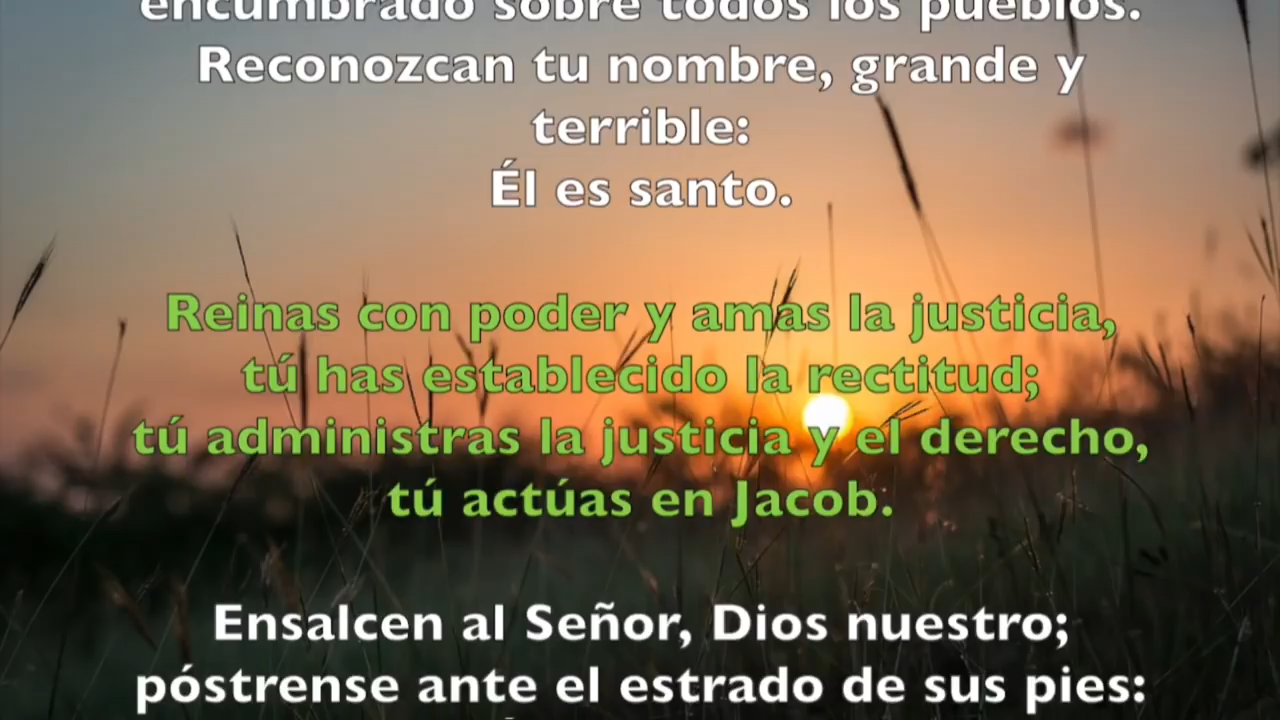 encumbrado sobre todos los pueblos.
Reconozcan tu nombre, grande y
terrible:
Él es santo.
Reinas con poder y amas la justicia,
tú has establecido la rectitud;
tú administras la justicia y el derecho,
tú actúas en Jacob.
Ensalcen al Señor, Dios nuestro;
póstrense ante el estrado de sus pies: